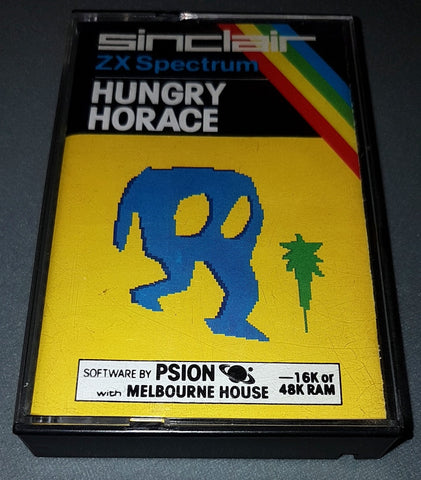 sinclair
ZX Spectrum
HUNGRY
HORACE
SOFTWARE BY PSION
with MELBOURNE HOUSE
—16K or
48K RAM